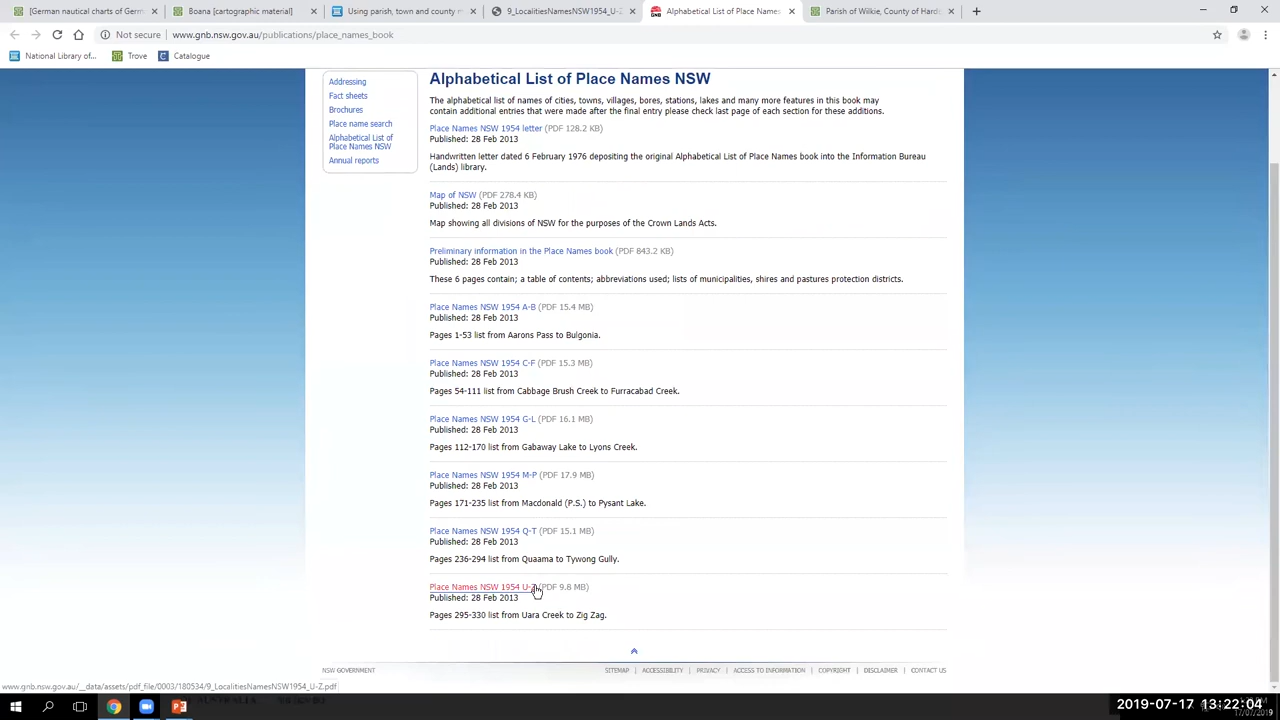 [German nautical charts of Germ
Boana [cartographic material]
Using parish, town and county m
9_LocalitiesNamesNSW1954_U-Z
Alphabetical List of Place Names
Parish of Wilkie, County of Hard
Not secure
www.gnb.nsw.gov.au/publications/place_names_book
National Library of...
Trove
Catalogue
Addressing
Fact sheets
Brochures
Place name search
Alphabetical List of
Place Names NSW
Annual reports
Alphabetical List of Place Names NSW
The alphabetical list of names of cities, towns, villages, bores, stations, lakes and many more features in this book may
contain additional entries that were made after the final entry please check last page of each section for these additions.
Place Names NSW 1954 letter (PDF 128.2 KB)
Published: 28 Feb 2013
Handwritten letter dated 6 February 1976 depositing the original Alphabetical List of Place Names book into the Information Bureau
(Lands) library.
Map of NSW (PDF 278.4 KB)
Published: 28 Feb 2013
Map showing all divisions of NSW for the purposes of the Crown Lands Acts.
Preliminary information in the Place Names book (PDF 843.2 KB)
Published: 28 Feb 2013
These 6 pages contain; a table of contents; abbreviations used; lists of municipalities, shires and pastures protection districts.
Place Names NSW 1954 A-B (PDF 15.4 MB)
Published: 28 Feb 2013
Pages 1-53 list from Aarons Pass to Bulgonia.
Place Names NSW 1954 C-F (PDF 15.3 MB)
Published: 28 Feb 2013
Pages 54-111 list from Cabbage Brush Creek to Furracabad Creek.
Place Names NSW 1954 G-L (PDF 16.1 MB)
Published: 28 Feb 2013
Pages 112-170 list from Gabaway Lake to Lyons Creek.
Place Names NSW 1954 M-P (PDF 17.9 MB)
Published: 28 Feb 2013
Pages 171-235 list from Macdonald (P.S.) to Pysant Lake.
Place Names NSW 1954 Q-T (PDF 15.1 MB)
Published: 28 Feb 2013
Pages 236-294 list from Quaama to Tywong Gully.
Place Names NSW 1954 U-Z (PDF 9.8 MB)
Published: 28 Feb 2013
Pages 295-330 list from Uara Creek to Zig Zag.
NSW GOVERNMENT
SITEMAP | ACCESSIBILITY | PRIVACY | ACCESS TO INFORMATION | COPYRIGHT | DISCLAIMER | CONTACT US
www.gnb.nsw.gov.au/__data/assets/pdf_file/0003/180534/9_LocalitiesNamesNSW1954_U-Z.pdf
2019-07-17 13:22:04
17/07/2019